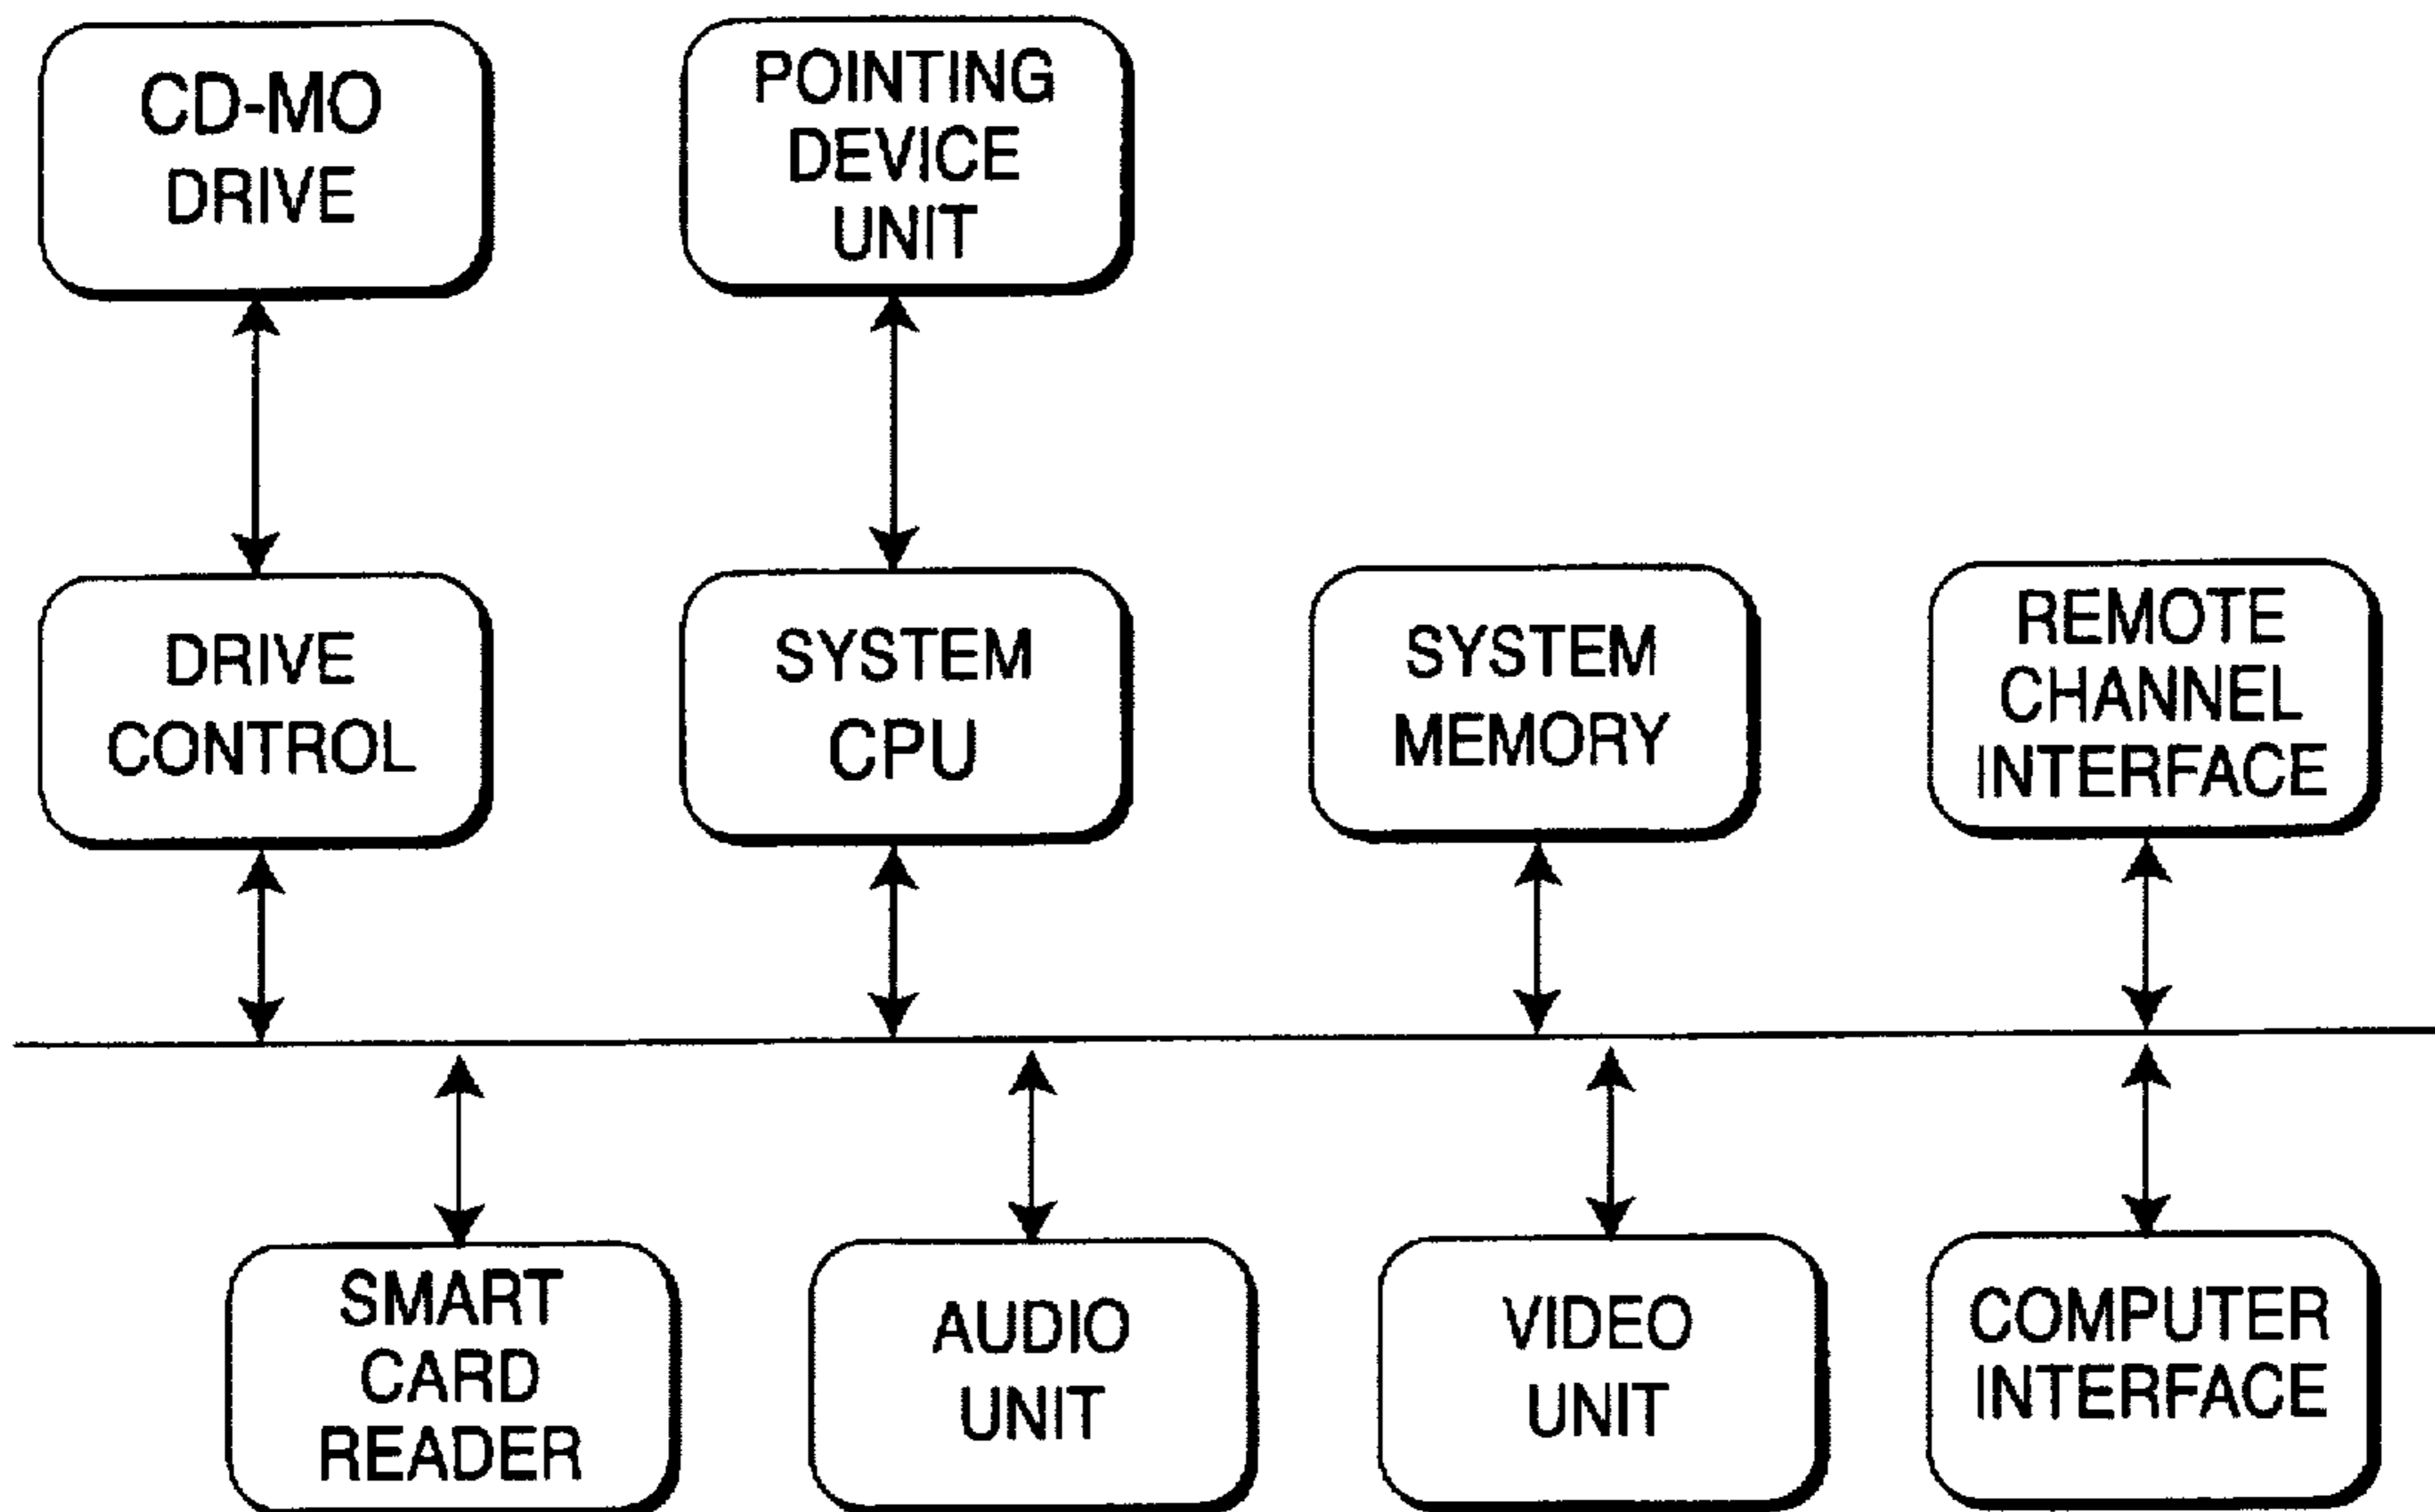 CD-MO
DRIVE
POINTING
DEVICE
UNIT
DRIVE
CONTROL
SYSTEM
CPU
SYSTEM
MEMORY
REMOTE
CHANNEL
INTERFACE
SMART
CARD
READER
AUDIO
UNIT
VIDEO
UNIT
COMPUTER
INTERFACE